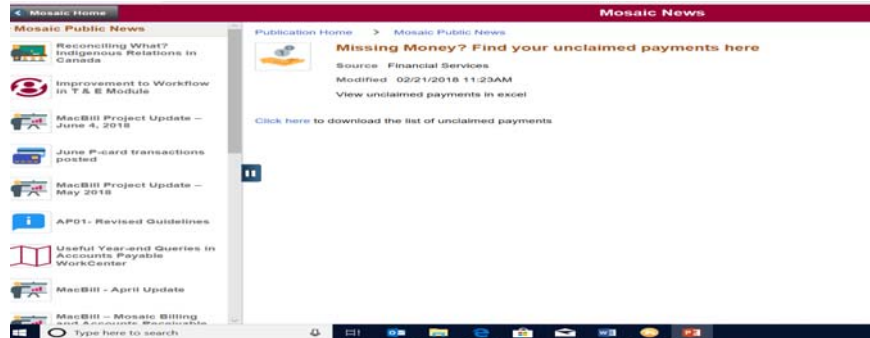 Mosaic Home
Mosaic News
Mosaic Public News
Reconciling What?
Indigenous Relations in
Canada
Improvement to Workflow
in T & E Module
MacBill Project Update –
June 4, 2018
June P-card transactions
posted
MacBill Project Update –
May 2018
AP01- Revised Guidelines
Useful Year-end Queries in
Accounts Payable
WorkCenter
MacBill - April Update
MacBill – Mosaic Billing
and Accounts Receivable
Publication Home > Mosaic Public News
Missing Money? Find your unclaimed payments here
Source Financial Services
Modified 02/21/2018 11:23AM
View unclaimed payments in excel
Click here to download the list of unclaimed payments
Type here to search